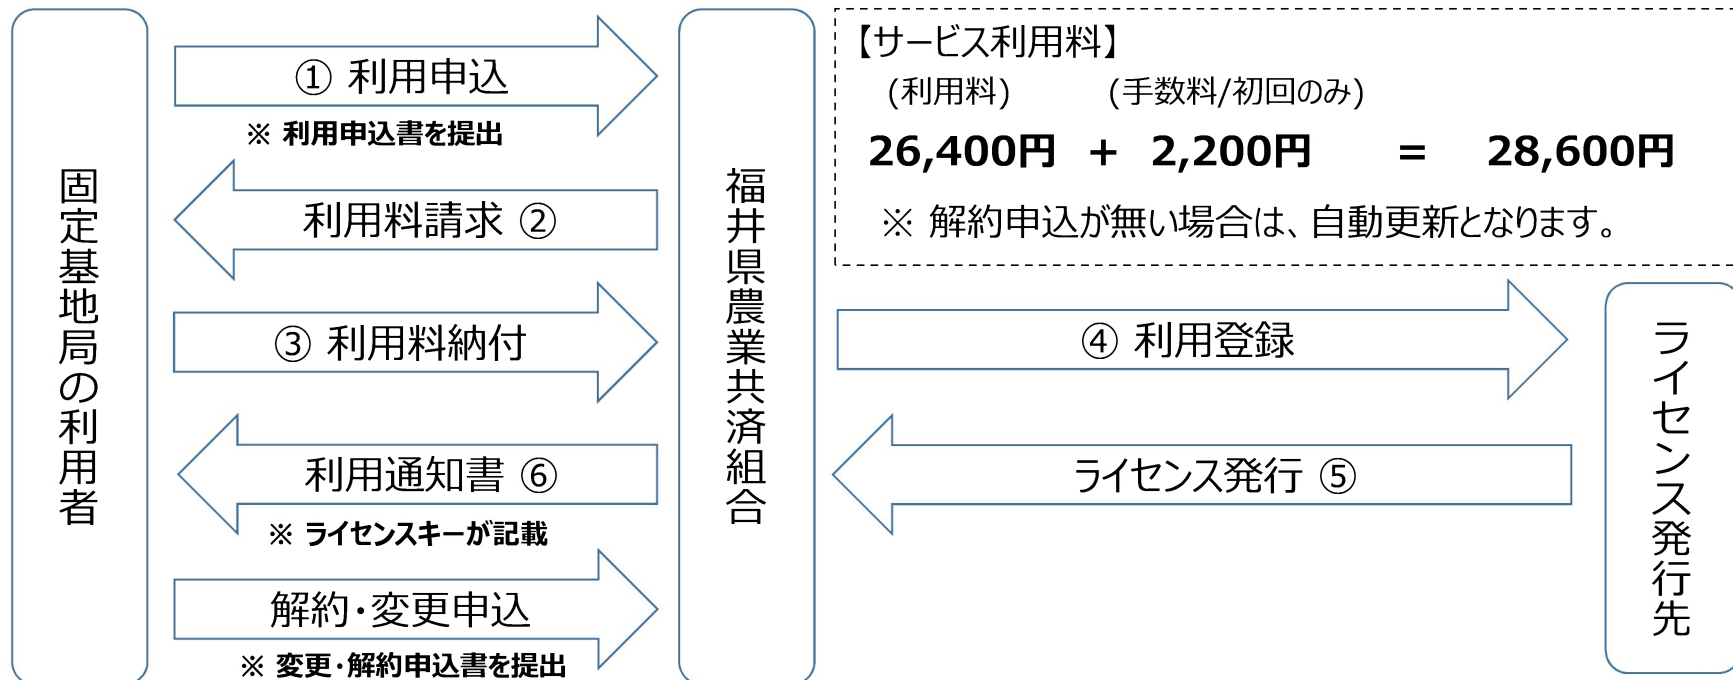 固定基地局の利用者
① 利用申込
※ 利用申込書を提出
利用料請求 ②
③ 利用料納付
利用通知書 ⑥
※ ライセンスキーが記載
解約・変更申込
※ 変更・解約申込書を提出
福井県農業共済組合
【サービス利用料】
(利用料) (手数料/初回のみ)
26,400円 + 2,200円 = 28,600円
※ 解約申込が無い場合は、自動更新となります。
④ 利用登録
ライセンス発行 ⑤
ライセンス発行先